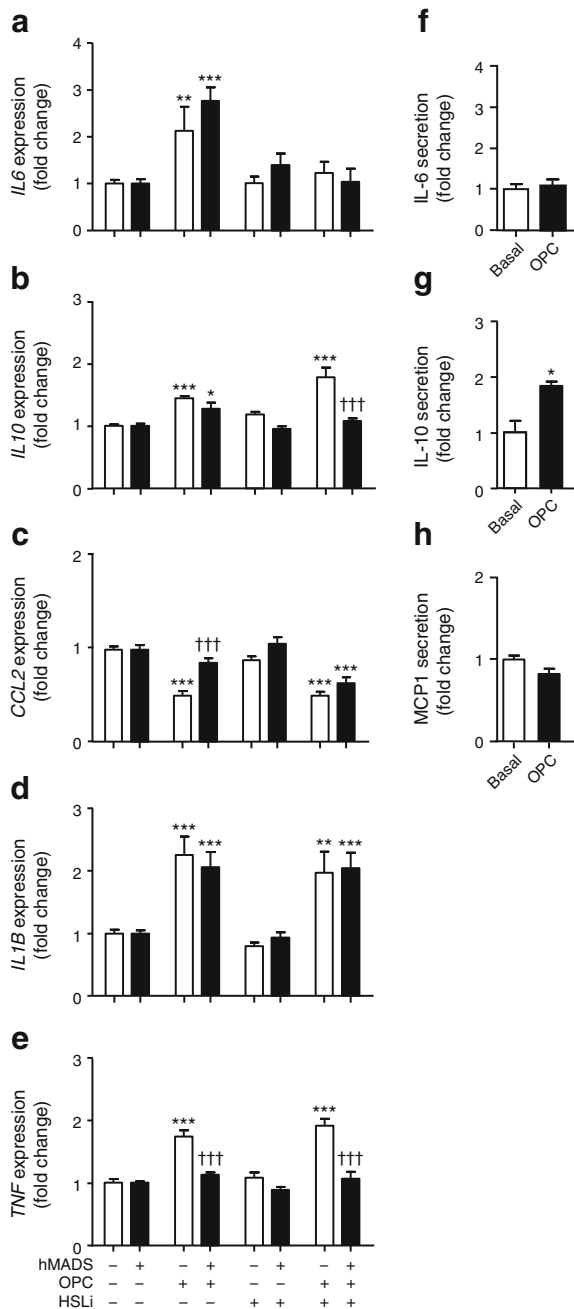 a
IL6 expression
(fold change)
4
3
2
1
0
**
***
b
IL10 expression
(fold change)
3
2
1
0
***
*
***
†††
c
CCL2 expression
(fold change)
2
1
0
***
†††
***
***
d
IL1B expression
(fold change)
3
2
1
0
***
***
**
***
e
TNF expression
(fold change)
3
2
1
0
***
†††
***
†††
hMADS – + – + – + – +
OPC – – + + – – + +
HSLi – – – – + + + +
f
IL-6 secretion
(fold change)
4
3
2
1
0
Basal
OPC
g
IL-10 secretion
(fold change)
3
2
1
0
*
Basal
OPC
h
MCP1 secretion
(fold change)
2
1
0
Basal
OPC